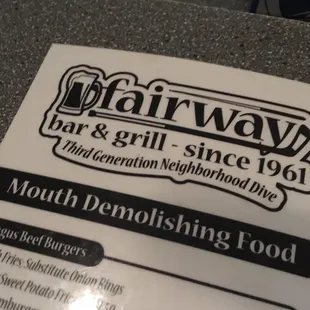 fairway
bar & grill - since 1961
Third Generation Neighborhood Dive
Mouth Demolishing Food
Beef Burgers
Fries. Substitute Onion Rings
Sweet Potato